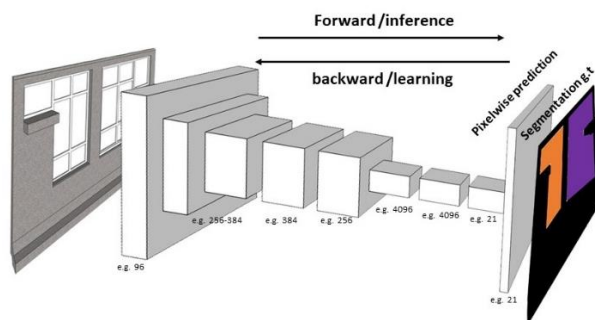 Forward /inference
backward /learning
Pixelwise prediction
Segmentation g.t
e.g. 96
e.g. 256-384
e.g. 384
e.g. 256
e.g. 4096
e.g. 4096
e.g. 21
e.g. 21